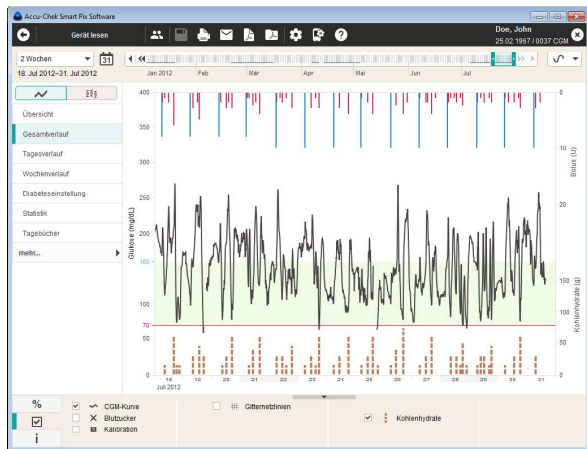 Accu-Chek Smart Pix Software
Gerät lesen
Doe, John
25.02.1967 / 0037 CGM
2 Wochen
31
18. Jul 2012–31. Jul 2012
Jan 2012 Feb Mär Apr Mai Jun Jul
Übersicht
Gesamtverlauf
Tagesverlauf
Wochenverlauf
Diabeteseinstellung
Statistik
Tagebücher
mehr...
Glukose (mg/dL)
400
350
300
250
200
160
100
70
50
0
0
10
20
150
100
50
0
Bolus (U)
Kohlenhydrate (g)
18 19 20 21 22 23 24 25 26 27 28 29 30 31
Juli 2012
%
i
CGM-Kurve
Blutzucker
Kalibration
Gitternetzlinien
Kohlenhydrate